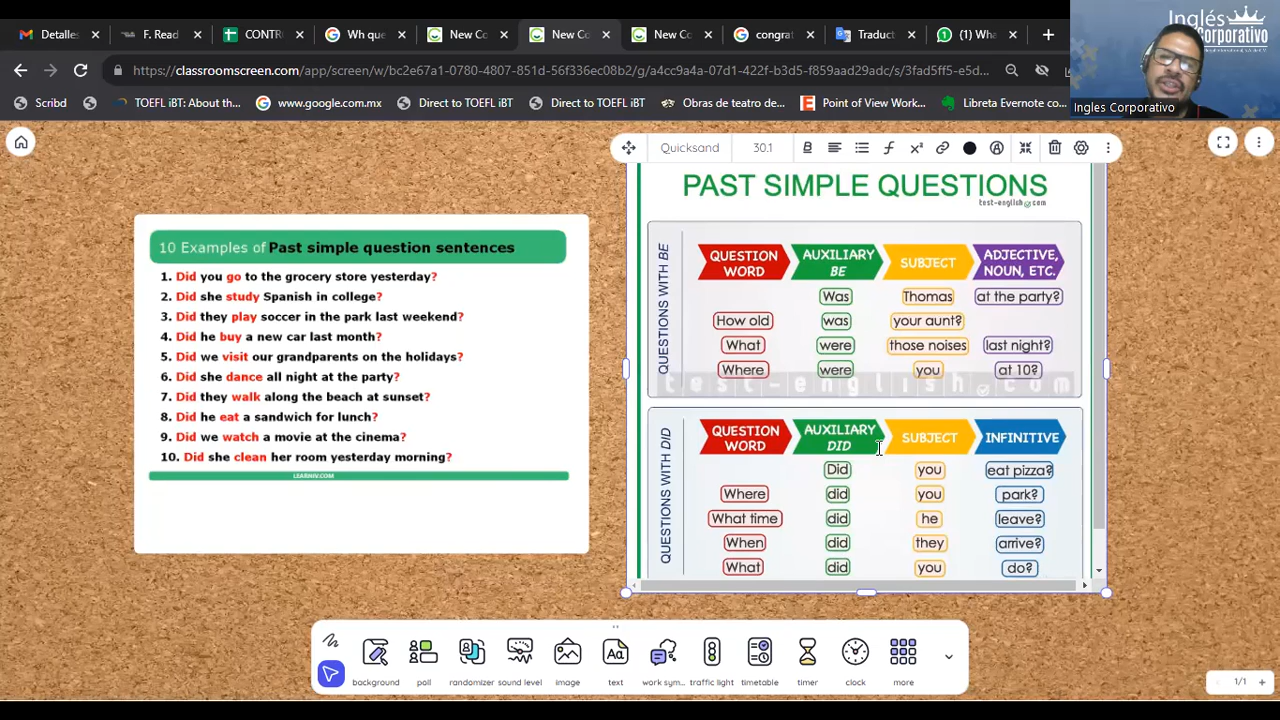 Detalles
F. Read
CONTR
Wh que
New Co
New Co
New Co
congrat
Traduct
(1) Wha
https://classroomscreen.com/app/screen/w/bc2e67a1-0780-4807-851d-56f336ec08b2/g/a4cc9a4a-07d1-422f-b3d5-f859aad29adc/s/3fad5ff5-e5d...
Scribd
TOEFL iBT: About th...
www.google.com.mx
Direct to TOEFL iBT
Direct to TOEFL iBT
Obras de teatro de...
Point of View Work...
Libreta Evernote co...
Inglés
Corporativo
Ingles Corporativo
Quicksand
30.1
10 Examples of Past simple question sentences
1. Did you go to the grocery store yesterday?
2. Did she study Spanish in college?
3. Did they play soccer in the park last weekend?
4. Did he buy a new car last month?
5. Did we visit our grandparents on the holidays?
6. Did she dance all night at the party?
7. Did they walk along the beach at sunset?
8. Did he eat a sandwich for lunch?
9. Did we watch a movie at the cinema?
10. Did she clean her room yesterday morning?
LEARNIV.COM
PAST SIMPLE QUESTIONS
test-english.com
QUESTIONS WITH BE
QUESTION WORD AUXILIARY BE SUBJECT ADJECTIVE, NOUN, ETC.
Was Thomas at the party?
How old was your aunt?
What were those noises last night?
Where were you at 10?
test-english.com
QUESTIONS WITH DID
QUESTION WORD AUXILIARY DID SUBJECT INFINITIVE
Did you eat pizza?
Where did you park?
What time did he leave?
When did they arrive?
What did you do?
background
poll
randomizer
sound level
image
Aa
text
work sym...
traffic light
timetable
timer
clock
more
1/1